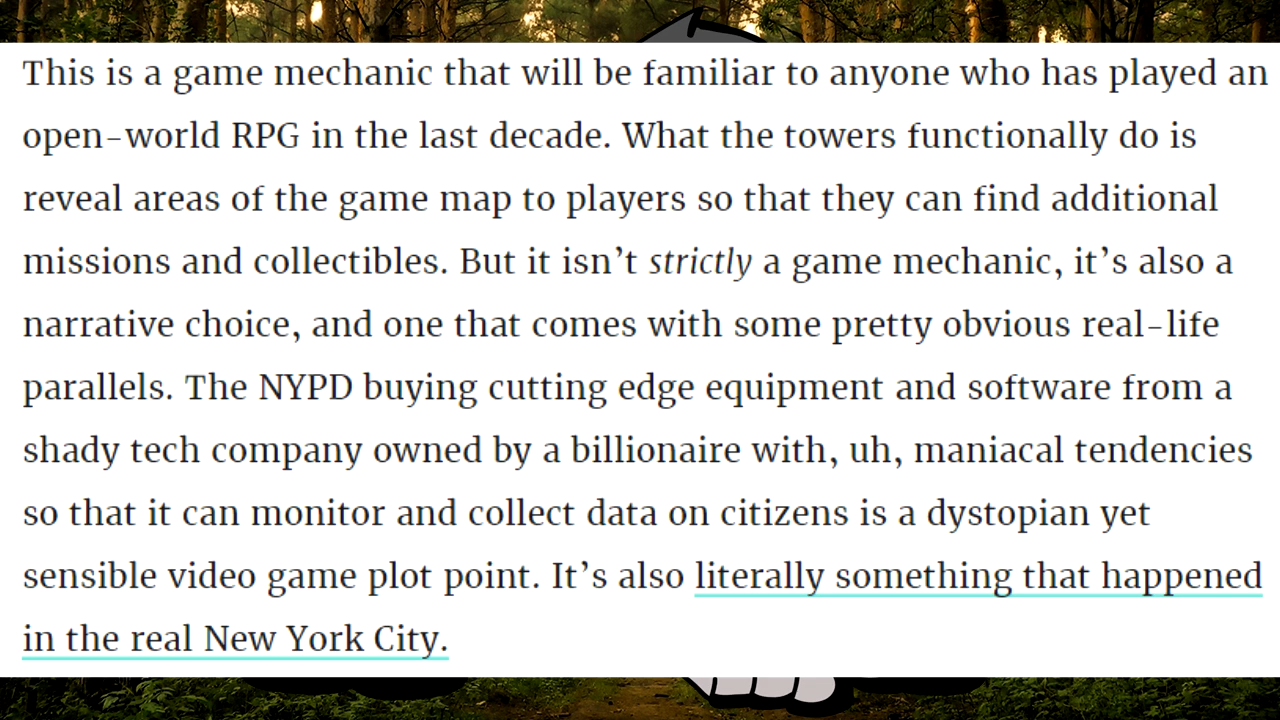 This is a game mechanic that will be familiar to anyone who has played an
open-world RPG in the last decade. What the towers functionally do is
reveal areas of the game map to players so that they can find additional
missions and collectibles. But it isn’t strictly a game mechanic, it’s also a
narrative choice, and one that comes with some pretty obvious real-life
parallels. The NYPD buying cutting edge equipment and software from a
shady tech company owned by a billionaire with, uh, maniacal tendencies
so that it can monitor and collect data on citizens is a dystopian yet
sensible video game plot point. It’s also literally something that happened
in the real New York City.